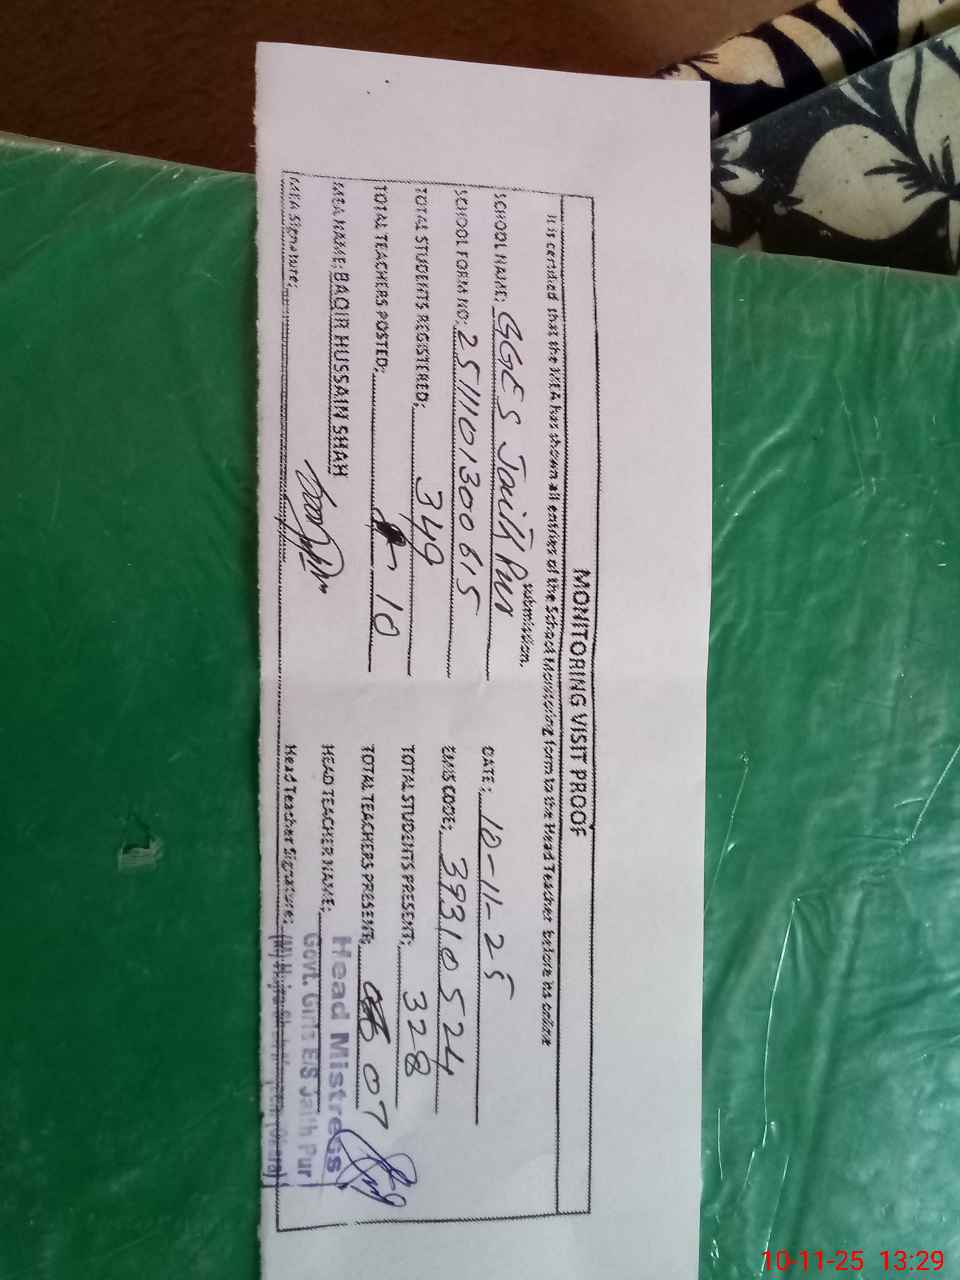 MONITORING VISIT PROOF
It is certified that the MEA has shown all entries of the School Monitoring form to the Head Teacher before its online
submission.
SCHOOL NAME: GGES Jaith Pur DATE: 10-11-25
SCHOOL FORM NO: 2511101300615 EMIS CODE: 39310524
TOTAL STUDENTS REGISTERED: 349 TOTAL STUDENTS PRESENT: 328
TOTAL TEACHERS POSTED: 10 TOTAL TEACHERS PRESENT: 07
MEA NAME: BAQIR HUSSAIN SHAH HEAD TEACHER NAME:
Head Mistress
Govt. Girls E/S Jaith Pur
MEA Signature: Head Teacher Signature:
10-11-25 13:29